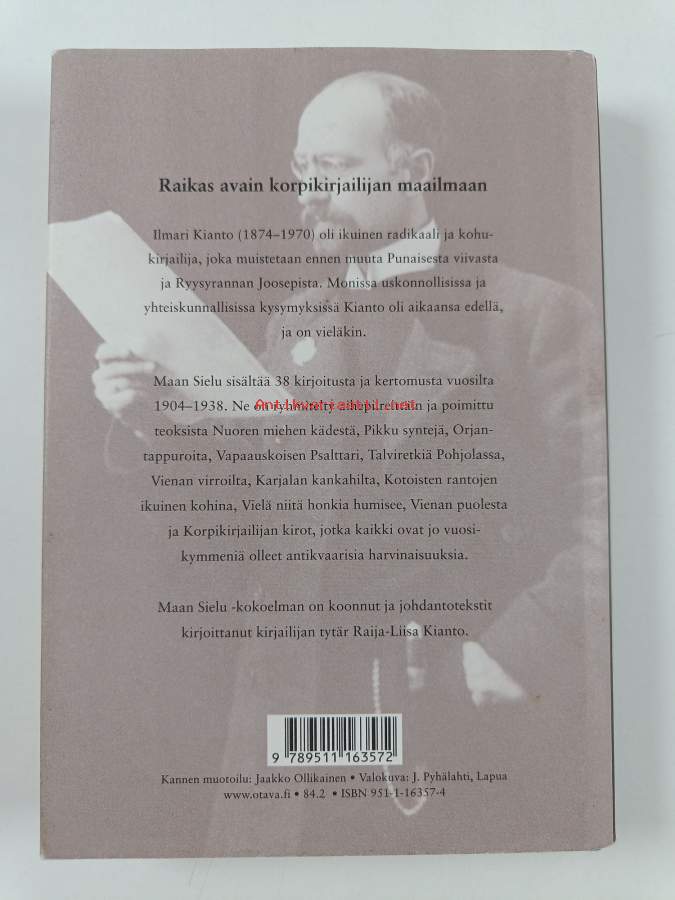 Raikas avain korpikirjailijan maailmaan
Ilmari Kianto (1874–1970) oli ikuinen radikaali ja kohu-
kirjailija, joka muistetaan ennen muuta Punaisesta viivasta
ja Ryysyrannan Joosepista. Monissa uskonnollisissa ja
yhteiskunnallisissa kysymyksissä Kianto oli aikaansa edellä,
ja on vieläkin.
Maan Sielu sisältää 38 kirjoitusta ja kertomusta vuosilta
1904–1938. Ne on ryhmitelty aihepiireittäin ja poimittu
Antikvariaatti.net
teoksista Nuoren miehen kädestä, Pikku syntejä, Orjan-
tappuroita, Vapaauskoisen Psalttari, Talviretkiä Pohjolassa,
Vienan virroilta, Karjalan kankahilta, Kotoisten rantojen
ikuinen kohina, Vielä niitä honkia humisee, Vienan puolesta
ja Korpikirjailijan kirot, jotka kaikki ovat jo vuosi-
kymmeniä olleet antikvaarisia harvinaisuuksia.
Maan Sielu -kokoelman on koonnut ja johdantotekstit
kirjoittanut kirjailijan tytär Raija-Liisa Kianto.
9 789511 163572
Kannen muotoilu: Jaakko Ollikainen • Valokuva: J. Pyhälahti, Lapua
www.otava.fi • 84.2 • ISBN 951-1-16357-4